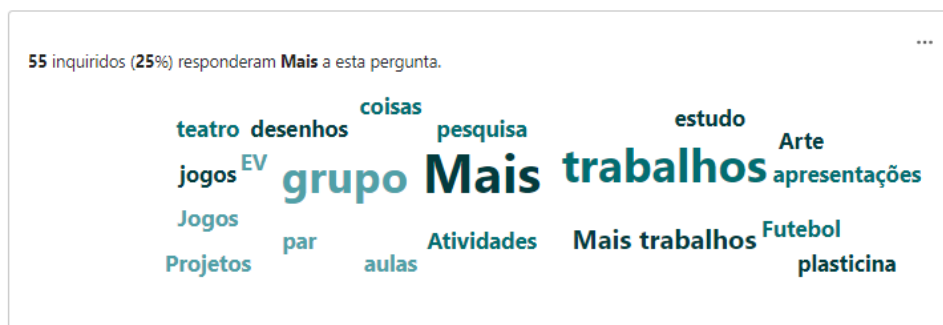 ...
55 inquiridos (25%) responderam Mais a esta pergunta.
coisas
teatro desenhos pesquisa estudo
Arte
jogos EV grupo Mais trabalhos apresentações
Jogos
par Atividades Mais trabalhos Futebol
Projetos aulas plasticina